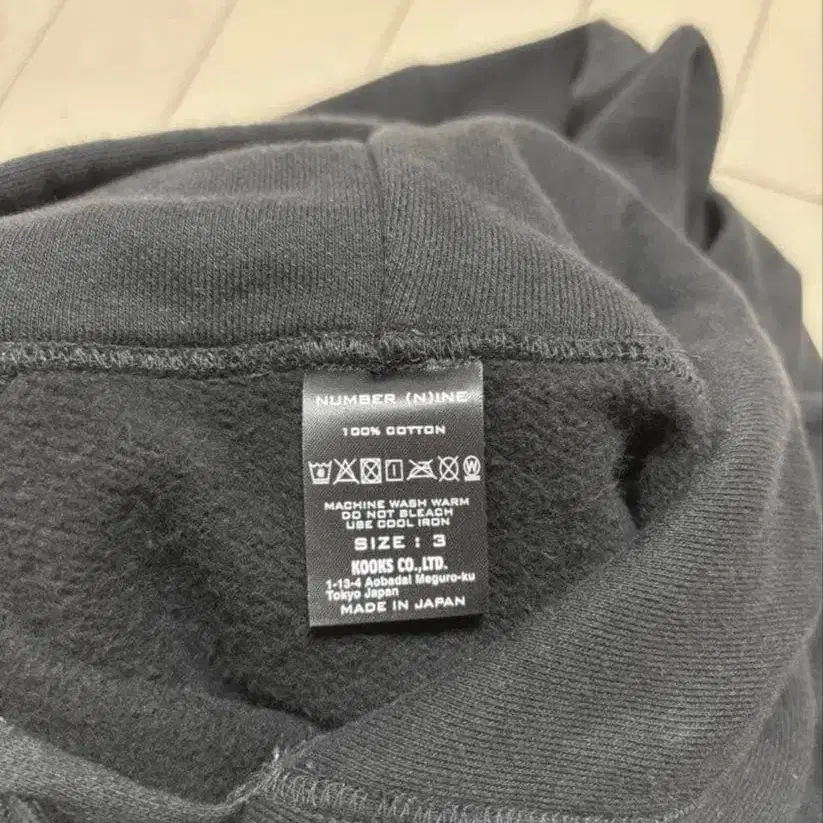 NUMBER (N)INE
100% COTTON
MACHINE WASH WARM
DO NOT BLEACH
USE COOL IRON
SIZE : 3
KOOKS CO.,LTD.
1-13-4 Aobadai Meguro-ku
Tokyo Japan
MADE IN JAPAN